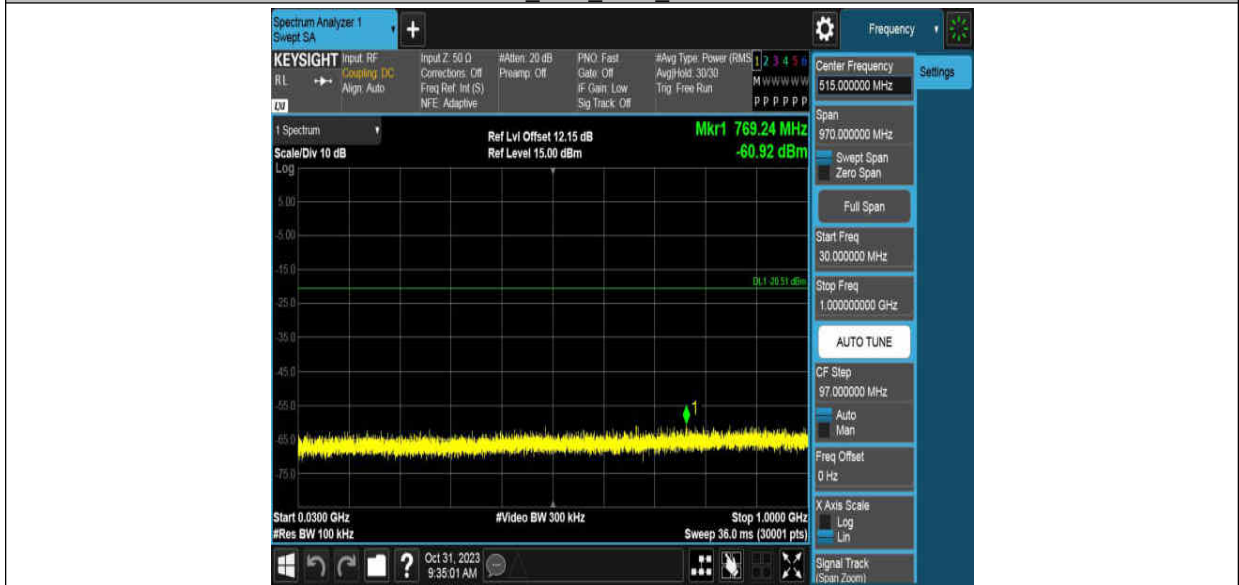 Spectrum Analyzer 1
Swept SA
+
Frequency
KEYSIGHT
RL
LXI
Input: RF
Coupling: DC
Align: Auto
Input Z: 50 Ω
Corrections: Off
Freq Ref: Int (S)
NFE: Adaptive
#Atten: 20 dB
Preamp: Off
PNO: Fast
Gate: Off
IF Gain: Low
Sig Track: Off
#Avg Type: Power (RMS
Avg|Hold: 30/30
Trig: Free Run
1 2 3 4 5 6
M W W W W W
P P P P P P
1 Spectrum
Scale/Div 10 dB
Log
Ref Lvl Offset 12.15 dB
Ref Level 15.00 dBm
Mkr1 769.24 MHz
-60.92 dBm
5.00
-5.00
-15.0
-25.0
-35.0
-45.0
-55.0
-65.0
-75.0
DL1 -20.51 dBm
1
Start 0.0300 GHz
#Res BW 100 kHz
#Video BW 300 kHz
Stop 1.0000 GHz
Sweep 36.0 ms (30001 pts)
?
Oct 31, 2023
9:35:01 AM
Center Frequency
515.000000 MHz
Settings
Span
970.000000 MHz
Swept Span
Zero Span
Full Span
Start Freq
30.000000 MHz
Stop Freq
1.000000000 GHz
AUTO TUNE
CF Step
97.000000 MHz
Auto
Man
Freq Offset
0 Hz
X Axis Scale
Log
Lin
Signal Track
(Span Zoom)